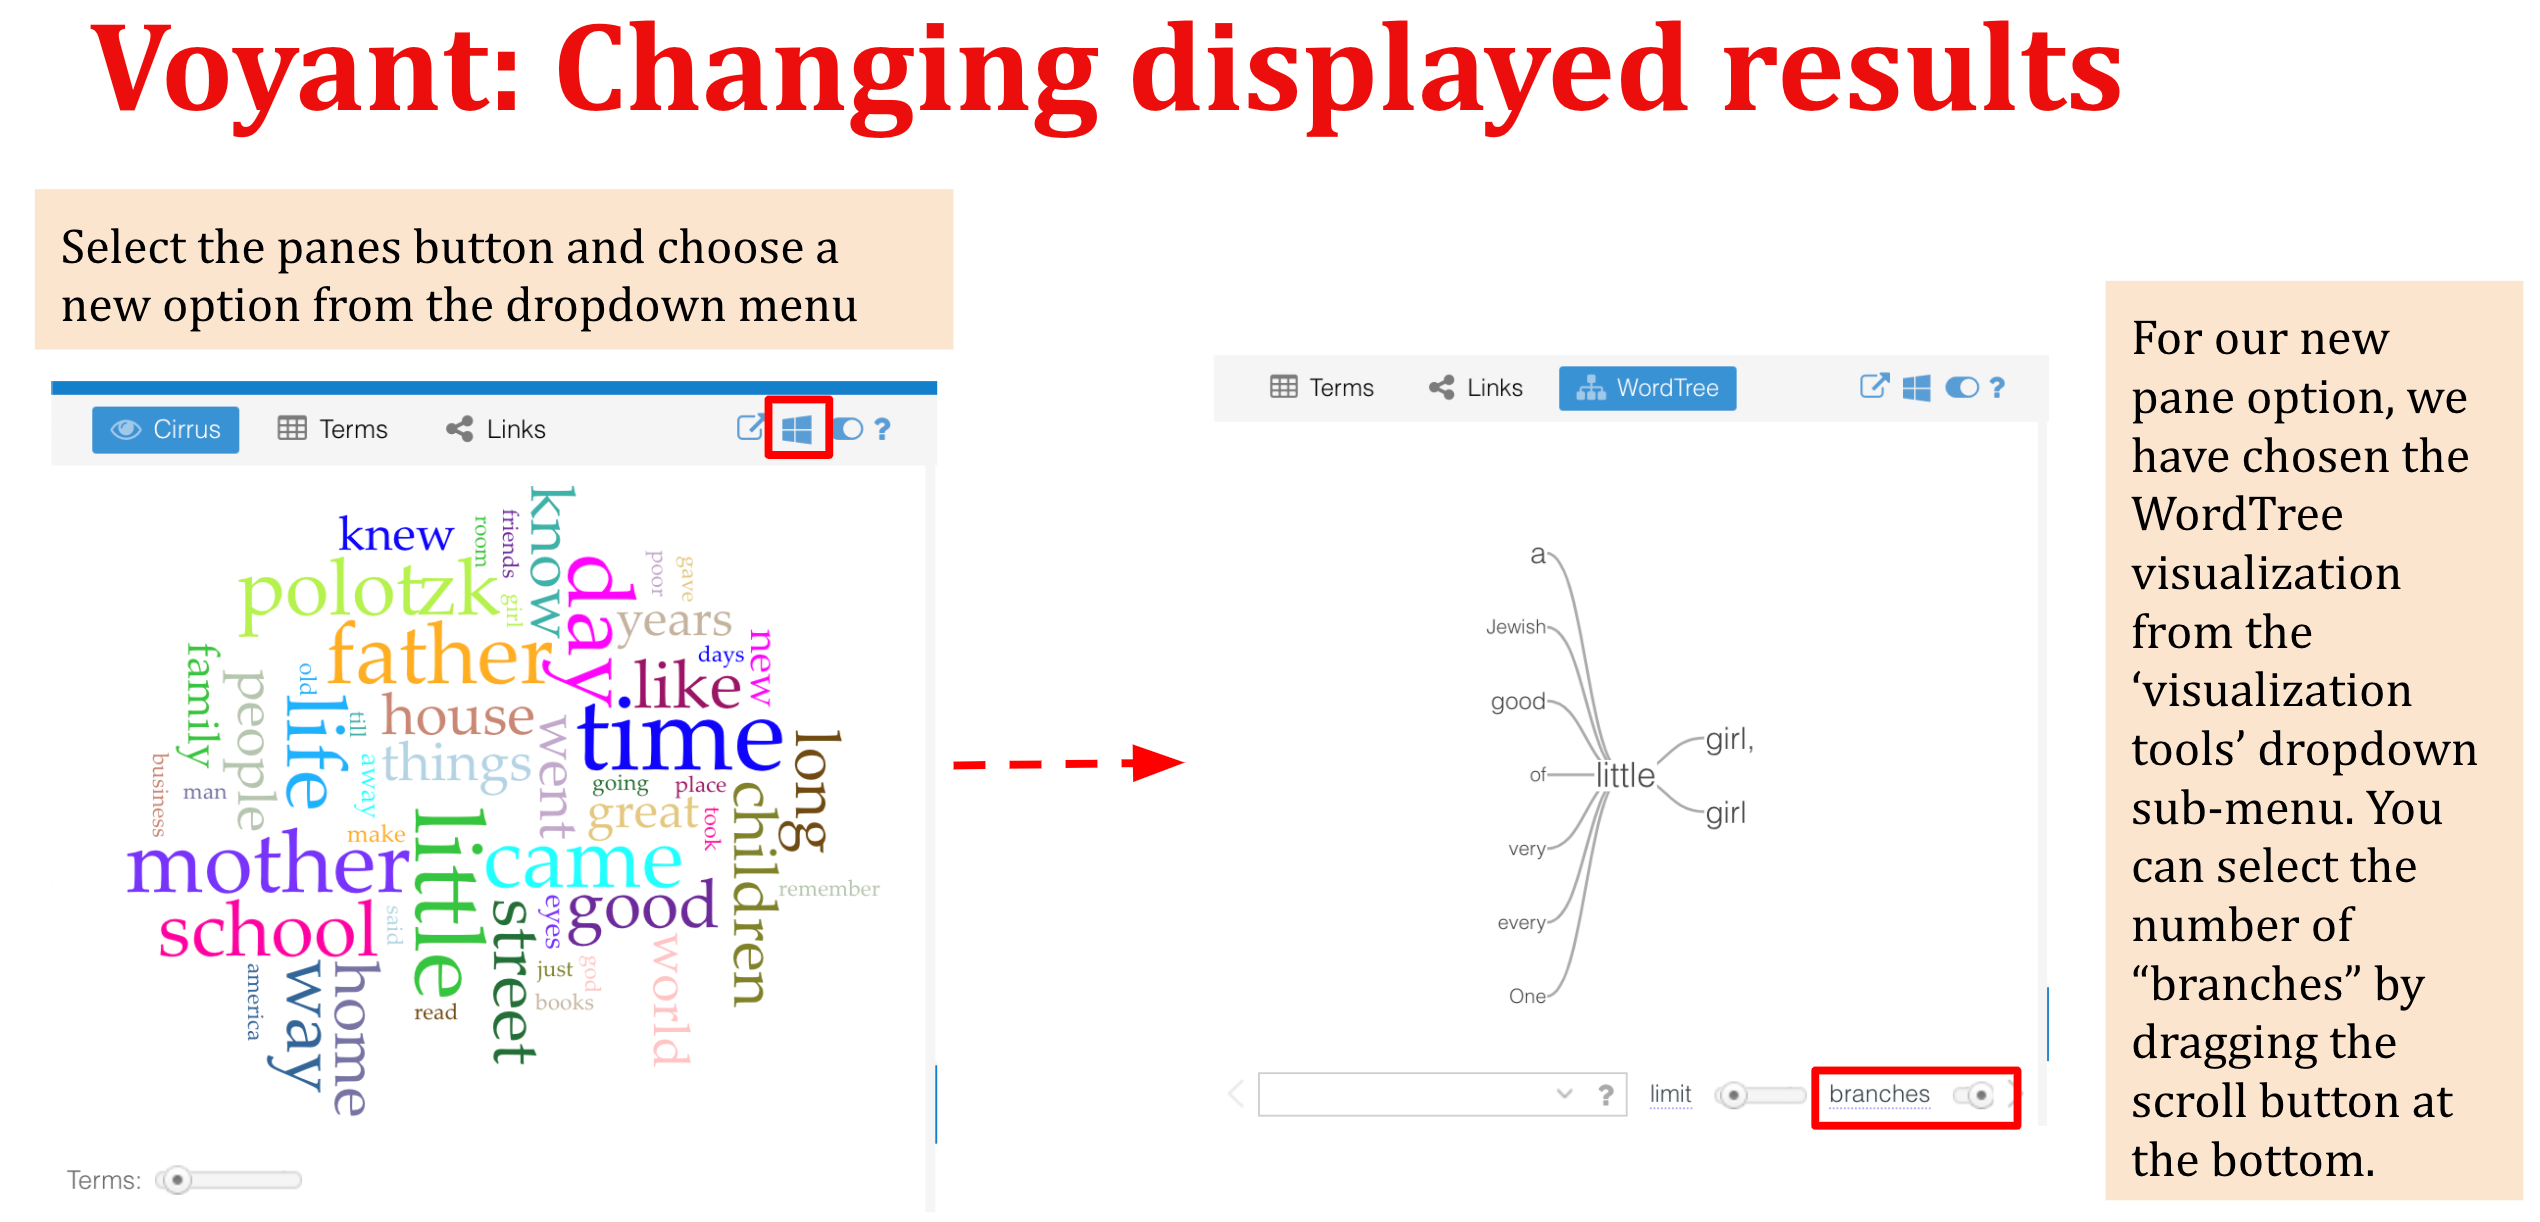 Voyant: Changing displayed results
Select the panes button and choose a
new option from the dropdown menu
Cirrus
Terms
Links
?
know
knew
room
friends
polotzk
girl
day
poor
gave
years
father
new
days
family
people
old
like
life
till
house
time
things
went
long
away
business
man
going
place
children
great
took
make
little
mother
came
remember
school
said
street
eyes
good
world
america
way
home
just
god
books
read
Terms:
Terms
Links
WordTree
?
a
Jewish
good
of
very
every
One
little
girl,
girl
?
limit
branches
For our new
pane option, we
have chosen the
WordTree
visualization
from the
‘visualization
tools’ dropdown
sub-menu. You
can select the
number of
“branches” by
dragging the
scroll button at
the bottom.